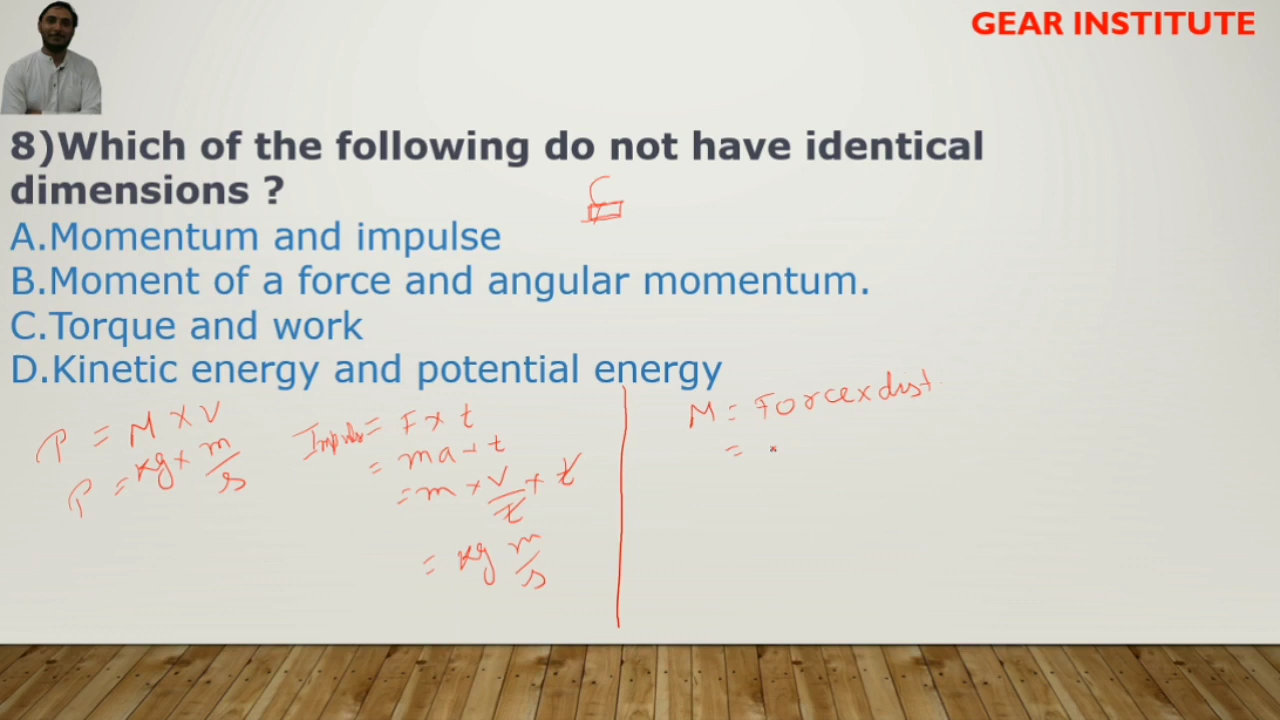 GEAR INSTITUTE
8)Which of the following do not have identical
dimensions ?
A.Momentum and impulse
B.Moment of a force and angular momentum.
C.Torque and work
D.Kinetic energy and potential energy
P = M × V
P = kg × m/s
Impuls = F × t
= ma × t
= m × V/t × t
= kg m/s
M = Force × dist.
=